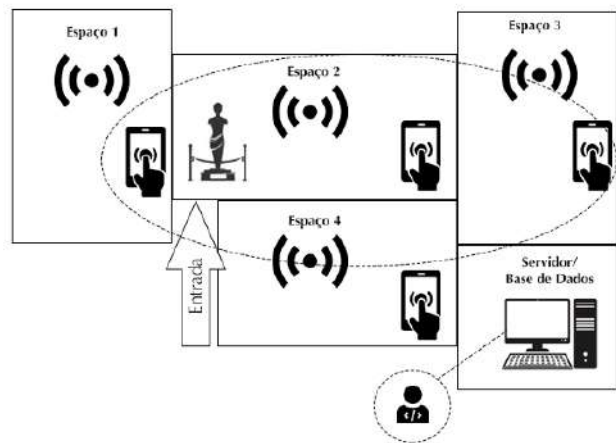 Espaço 1
Espaço 2
Espaço 3
Espaço 4
Entrada
Servidor/
Base de Dados
</>